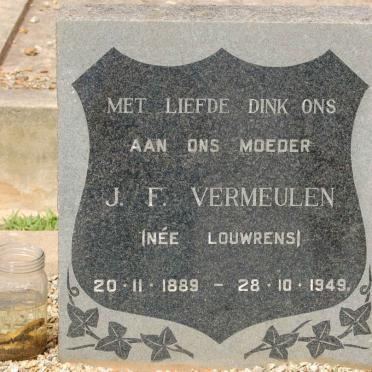 MET LIEFDE DINK ONS
AAN ONS MOEDER
J. F. VERMEULEN
(NÉE LOUWRENS)
20·11·1889 – 28·10·1949.